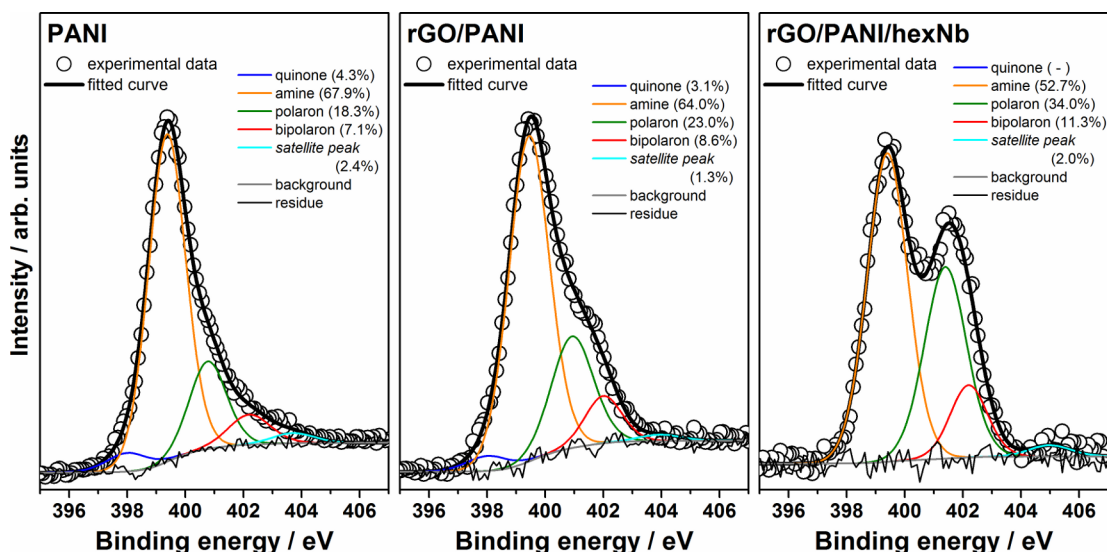 PANI
experimental data
fitted curve
quinone (4.3%)
amine (67.9%)
polaron (18.3%)
bipolaron (7.1%)
satellite peak
(2.4%)
background
residue
rGO/PANI
experimental data
fitted curve
quinone (3.1%)
amine (64.0%)
polaron (23.0%)
bipolaron (8.6%)
satellite peak
(1.3%)
background
residue
rGO/PANI/hexNb
experimental data
fitted curve
quinone ( - )
amine (52.7%)
polaron (34.0%)
bipolaron (11.3%)
satellite peak
(2.0%)
background
residue
Intensity / arb. units
396 398 400 402 404 406
396 398 400 402 404 406
396 398 400 402 404 406
Binding energy / eV
Binding energy / eV
Binding energy / eV